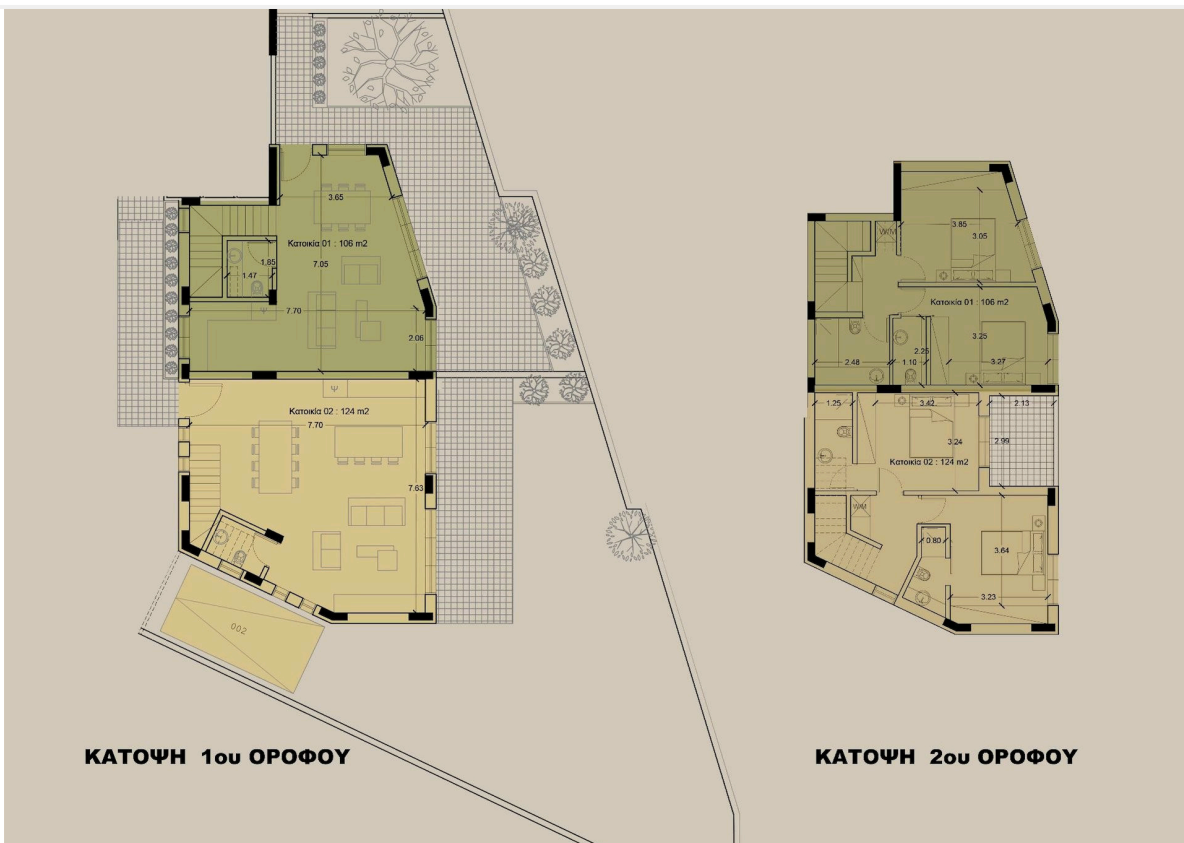 3.65
Κατοικία 01 : 106 m2
1.65
7.05
1.47
Ψ
7.70
2.06
Ψ
Κατοικία 02 : 124 m2
7.70
7.63
002
ΚΑΤΟΨΗ 1ου ΟΡΟΦΟΥ
W/M
3.85
3.05
Κατοικία 01 : 106 m2
3.25
2.25
2.48
1.10
3.27
1.25
3.42
2.13
3.24
2.99
Κατοικία 02 : 124 m2
W/M
0.80
3.64
3.23
ΚΑΤΟΨΗ 2ου ΟΡΟΦΟΥ